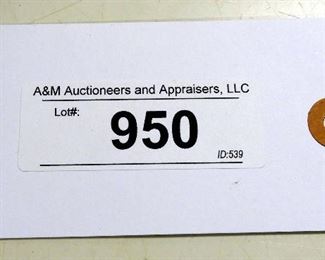 A&M Auctioneers and Appraisers, LLC
Lot#:
950
ID:539